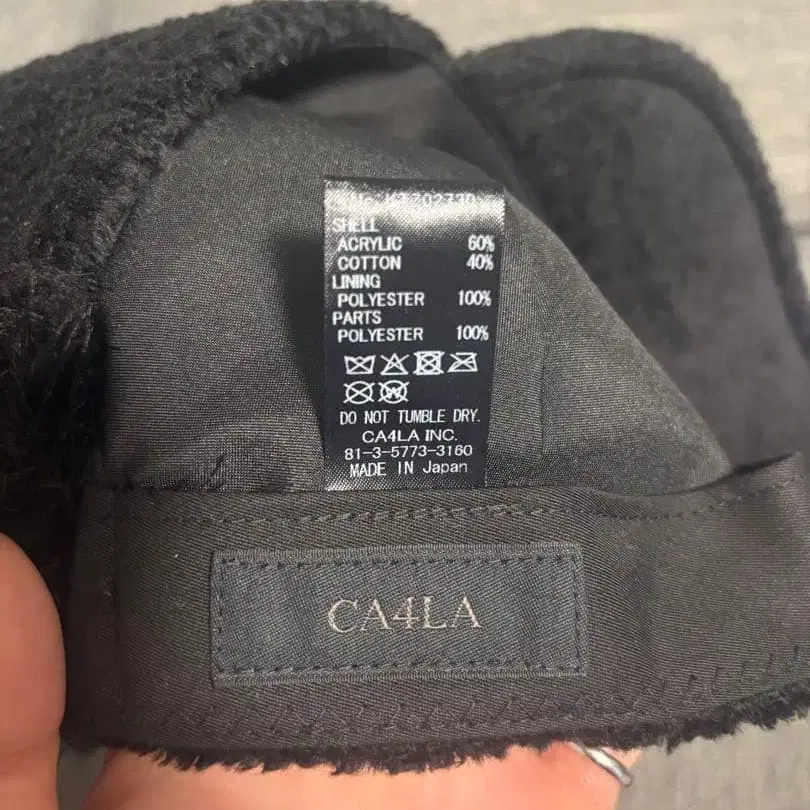 SHELL
ACRYLIC 60%
COTTON 40%
LINING
POLYESTER 100%
PARTS
POLYESTER 100%
DO NOT TUMBLE DRY.
CA4LA INC.
81-3-5773-3160
MADE IN Japan
CA4LA